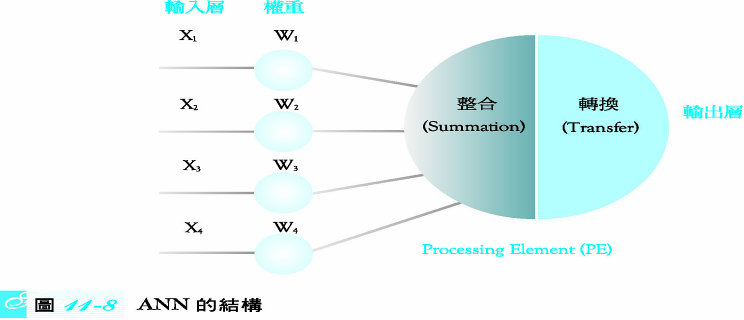 輸入層 權重
X₁ W₁
X₂ W₂
整合 轉換
(Summation) (Transfer)
輸出層
X₃ W₃
X₄ W₄
Processing Element (PE)
圖 11-8 ANN 的結構